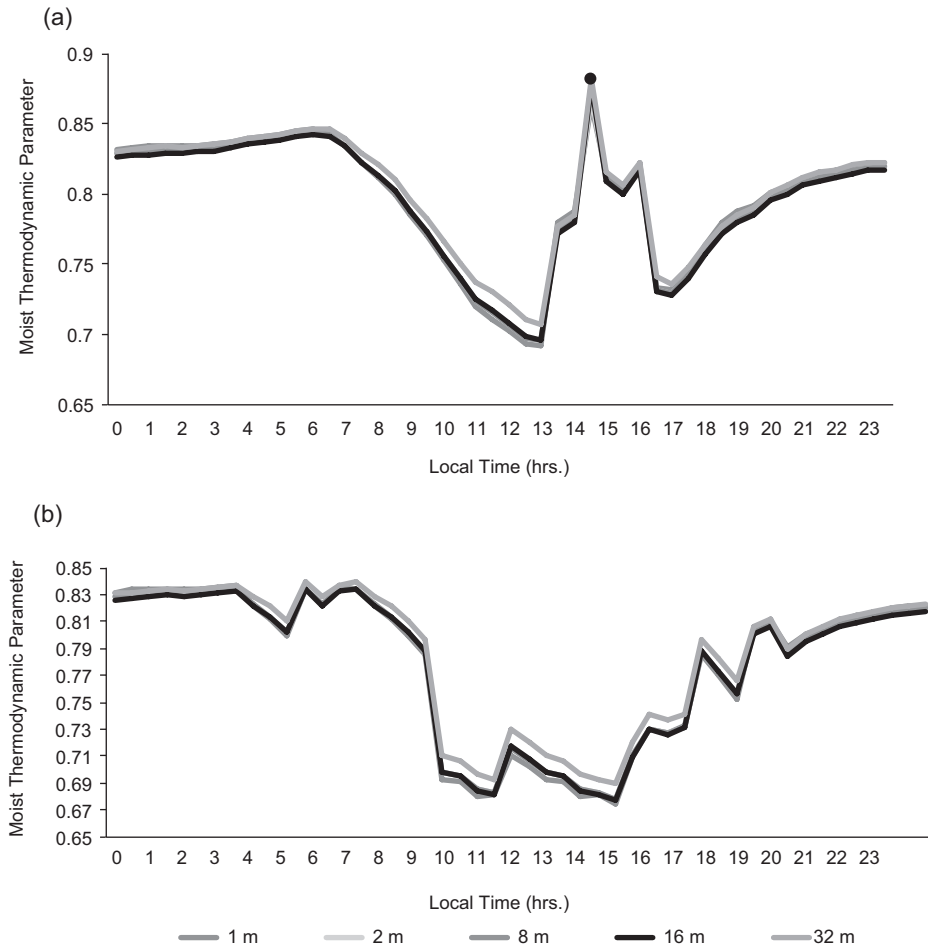 (a)
Moist Thermodynamic Parameter
0.9
0.85
0.8
0.75
0.7
0.65
0 1 2 3 4 5 6 7 8 9 10 11 12 13 14 15 16 17 18 19 20 21 22 23
Local Time (hrs.)
(b)
Moist Thermodynamic Parameter
0.85
0.83
0.81
0.79
0.77
0.75
0.73
0.71
0.69
0.67
0.65
0 1 2 3 4 5 6 7 8 9 10 11 12 13 14 15 16 17 18 19 20 21 22 23
Local Time (hrs.)
1 m 2 m 8 m 16 m 32 m